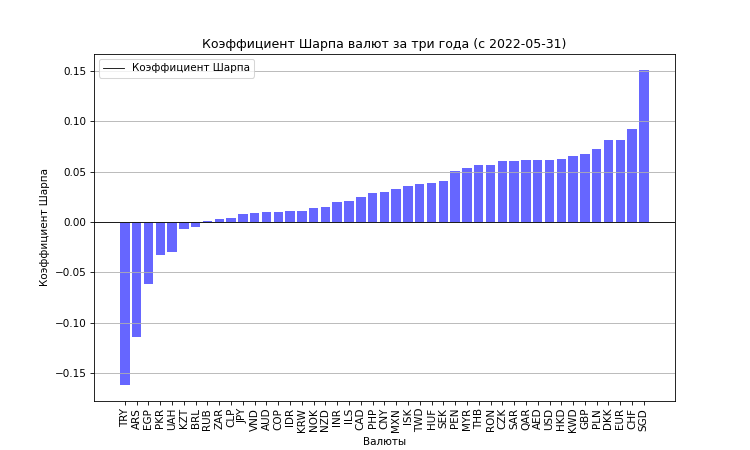 Коэффициент Шарпа валют за три года (с 2022-05-31)
Коэффициент Шарпа
0.15
0.10
0.05
0.00
−0.05
−0.10
−0.15
Коэффициент Шарпа
TRY
ARS
EGP
PKR
UAH
KZT
BRL
RUB
ZAR
CLP
JPY
VND
AUD
COP
IDR
KRW
NOK
NZD
INR
ILS
CAD
PHP
CNY
MXN
ISK
TWD
HUF
SEK
PEN
MYR
THB
RON
CZK
SAR
QAR
AED
USD
HKD
KWD
GBP
PLN
DKK
EUR
CHF
SGD
Валюты